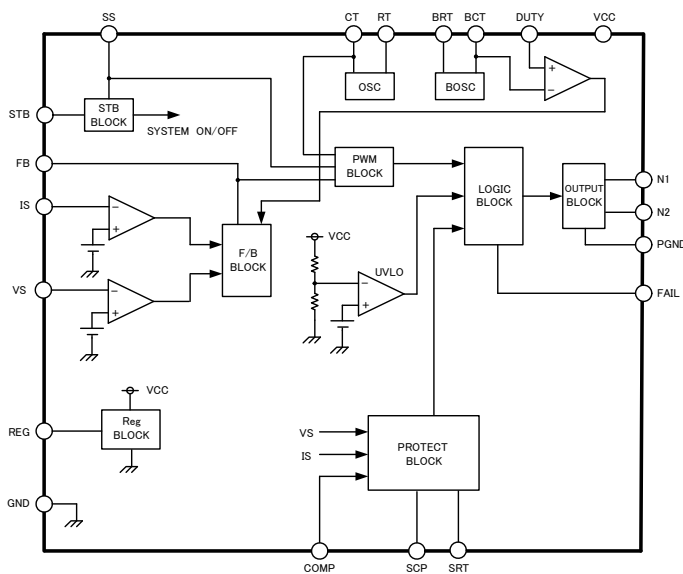 SS
CT
RT
BRT
BCT
DUTY
VCC
OSC
BOSC
+
−
STB
STB
BLOCK
SYSTEM ON/OFF
FB
PWM
BLOCK
LOGIC
BLOCK
OUTPUT
BLOCK
N1
N2
PGND
FAIL
IS
−
+
F/B
BLOCK
VCC
UVLO
−
+
VS
−
+
VCC
REG
Reg
BLOCK
VS
IS
PROTECT
BLOCK
GND
COMP
SCP
SRT